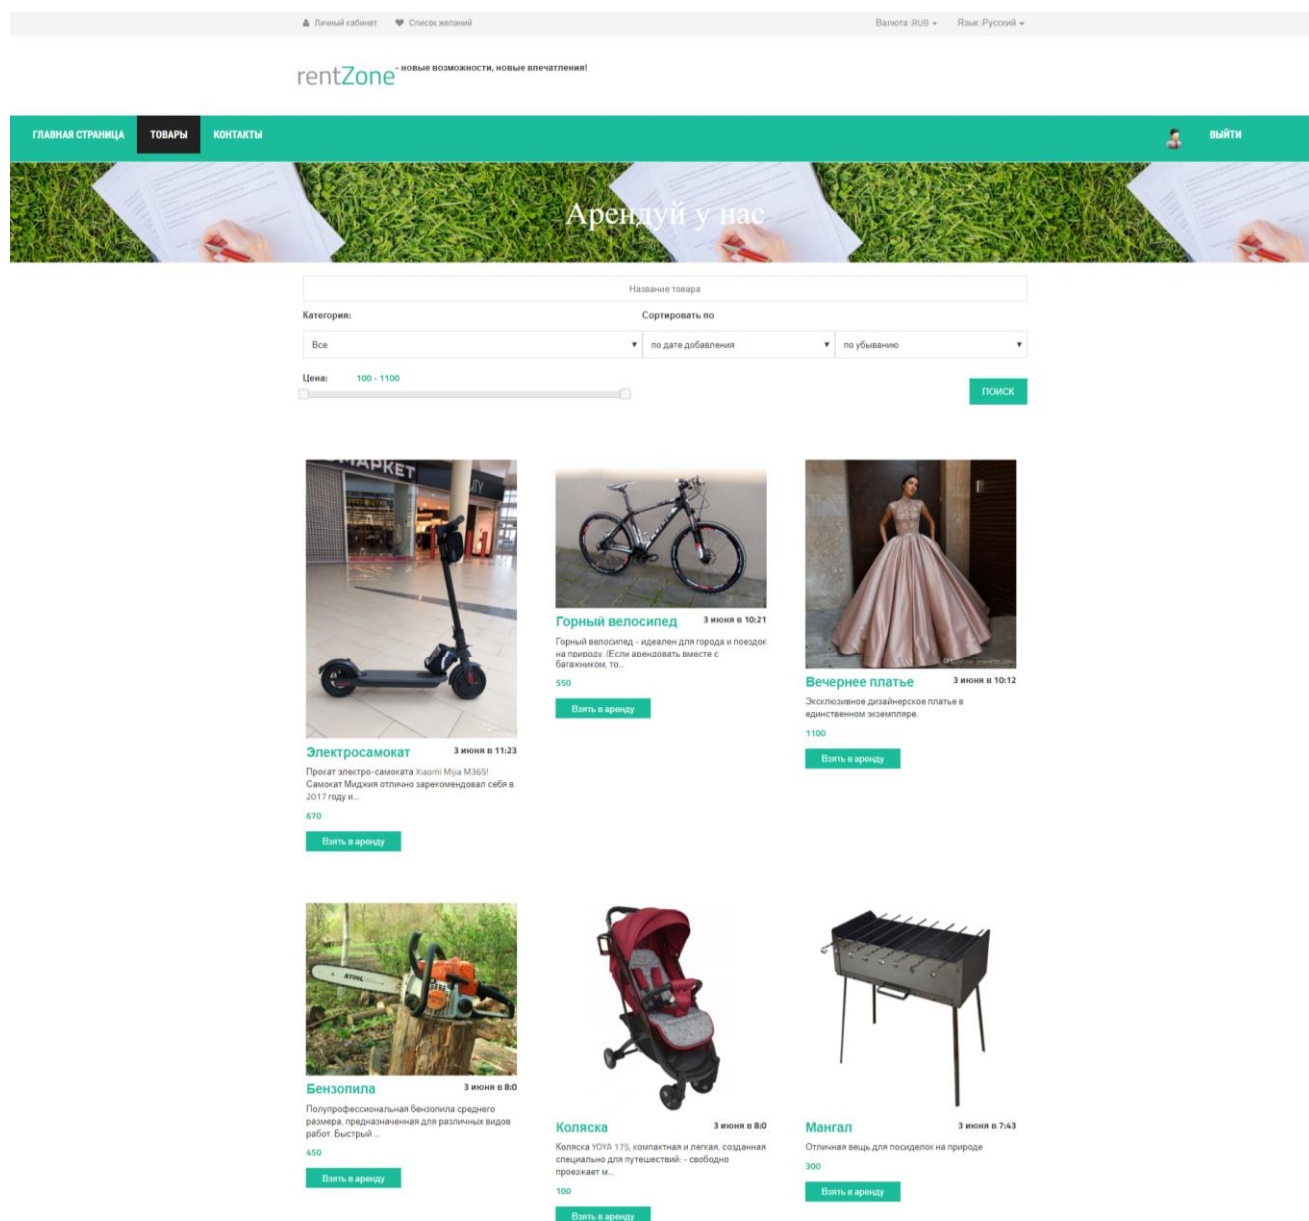 Личный кабинет
Список желаний
Валюта :RUB
Язык :Русский
rentZone - новые возможности, новые впечатления!
ГЛАВНАЯ СТРАНИЦА
ТОВАРЫ
КОНТАКТЫ
ВЫЙТИ
Арендуй у нас
Название товара
Категория:
Сортировать по
Все
по дате добавления
по убыванию
Цена: 100 - 1100
ПОИСК
МАРКЕТ
Электросамокат
3 июня в 11:23
Прокат электро-самоката Xiaomi Mijia M365!
Самокат Миджия отлично зарекомендовал себя в
2017 году и...
670
Взять в аренду
Горный велосипед
3 июня в 10:21
Горный велосипед - идеален для города и поездок
на природу. (Если арендовать вместе с
багажником, то...
550
Взять в аренду
Вечернее платье
3 июня в 10:12
Эксклюзивное дизайнерское платье в
единственном экземпляре.
1100
Взять в аренду
STIHL
Бензопила
3 июня в 8:0
Полупрофессиональная бензопила среднего
размера, предназначенная для различных видов
работ. Быстрый ...
450
Взять в аренду
Коляска
3 июня в 8:0
Коляска YOYA 175, компактная и легкая, созданная
специально для путешествий: - свободно
проезжает м...
100
Взять в аренду
Мангал
3 июня в 7:43
Отличная вещь для посиделок на природе
300
Взять в аренду